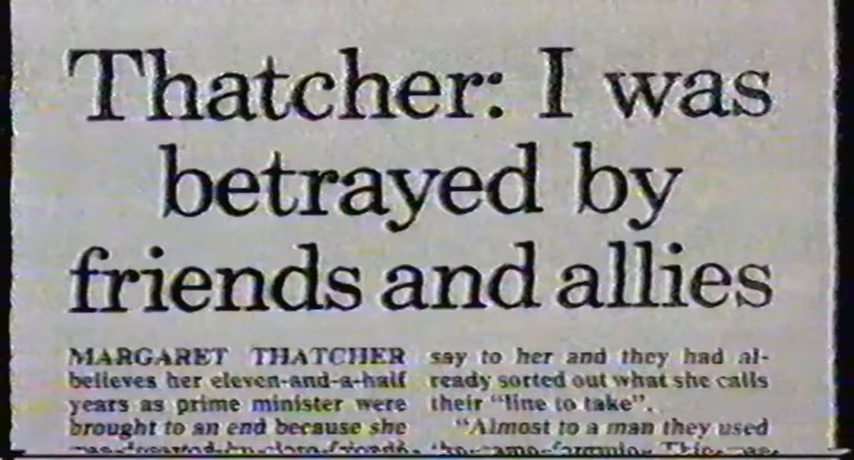 Thatcher: I was
betrayed by
friends and allies
MARGARET THATCHER
believes her eleven-and-a-half
years as prime minister were
brought to an end because she
say to her and they had al-
ready sorted out what she calls
their "line to take".
"Almost to a man they used